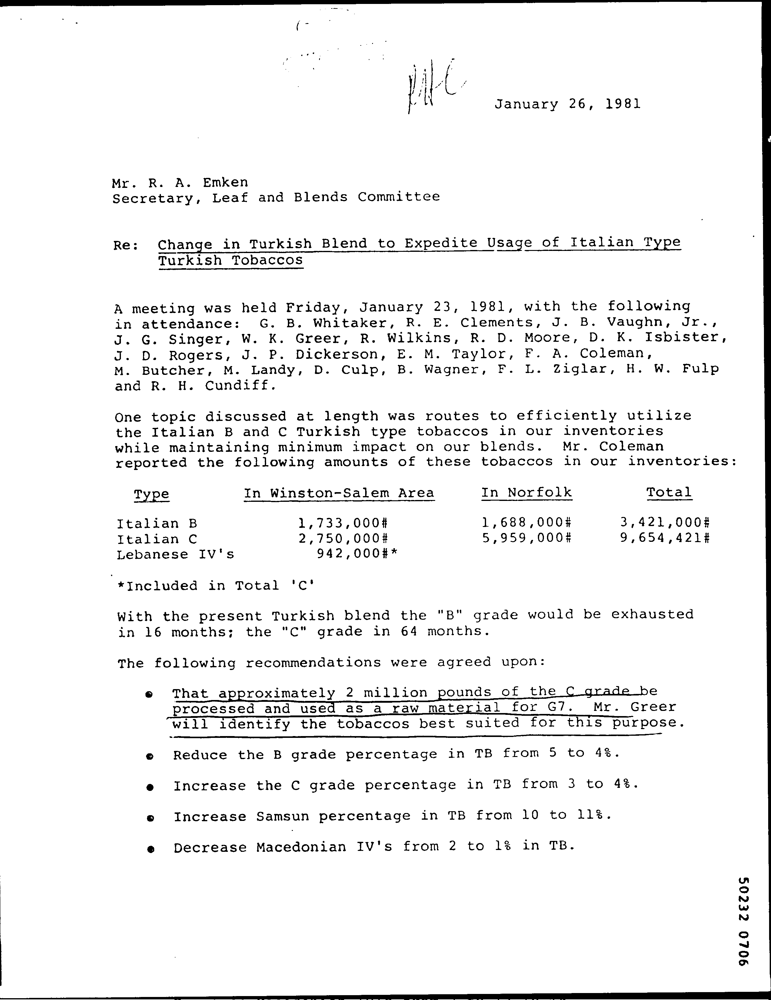 January 26, 1981
Mr. R. A. Emken
Secretary, Leaf and Blends Committee
Re: Change in Turkish Blend to Expedite Usage of Italian Type
Turkish Tobaccos
A meeting was held Friday, January 23, 1981, with the following
in attendance: G. B. Whitaker, R. E. Clements, J. B. Vaughn, Jr.,
J. G. Singer, W. K. Greer, R. Wilkins, R. D. Moore, D. K. Isbister,
J. D. Rogers, J. P. Dickerson, E. M. Taylor, F. A. Coleman,
M. Butcher, M. Landy, D. Culp, B. Wagner, F. L. Ziglar, H. W. Fulp
and R. H. Cundiff.
One topic discussed at length was routes to efficiently utilize
the Italian B and C Turkish type tobaccos in our inventories
while maintaining minimum impact on our blends. Mr. Coleman
reported the following amounts of these tobaccos in our inventories:
Type In Winston-Salem Area In Norfolk Total
Italian B 1,733,000# 1,688,000# 3,421,000#
Italian C 2,750,000# 5,959,000# 9,654,421#
Lebanese IV's 942,000#*
*Included in Total 'C'
With the present Turkish blend the "B" grade would be exhausted
in 16 months; the "C" grade in 64 months.
The following recommendations were agreed upon:
• That approximately 2 million pounds of the C grade be
processed and used as a raw material for G7. Mr. Greer
will identify the tobaccos best suited for this purpose.
• Reduce the B grade percentage in TB from 5 to 4%.
• Increase the C grade percentage in TB from 3 to 4%.
• Increase Samsun percentage in TB from 10 to 11%.
• Decrease Macedonian IV's from 2 to 1% in TB.
50232 0706